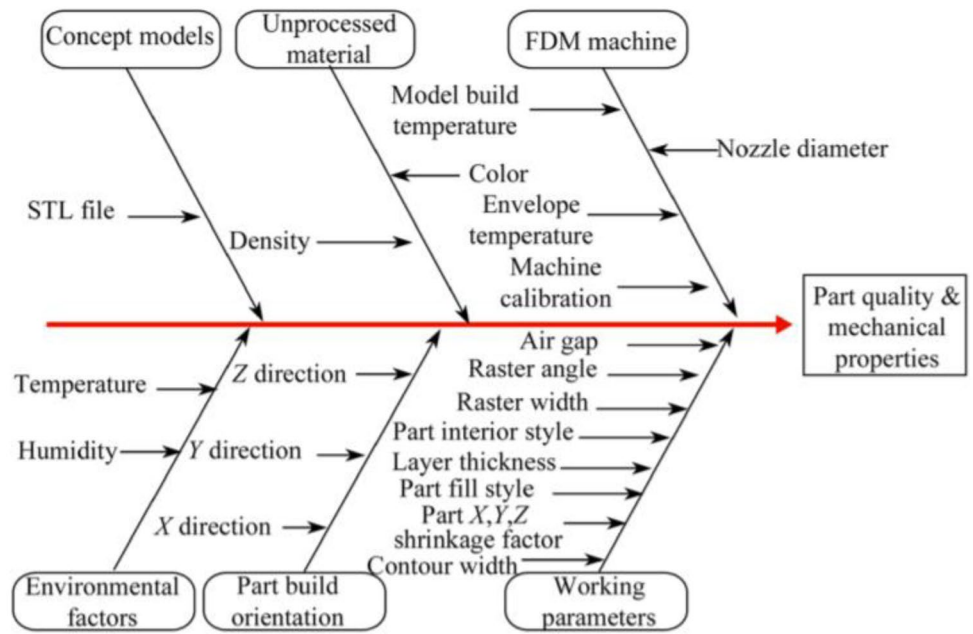 Concept models
Unprocessed
material
FDM machine
Model build
temperature
Nozzle diameter
Color
STL file
Envelope
temperature
Density
Machine
calibration
Part quality &
mechanical
properties
Air gap
Temperature
Z direction
Raster angle
Raster width
Part interior style
Humidity
Y direction
Layer thickness
Part fill style
X direction
Part X,Y,Z
shrinkage factor
Contour width
Environmental
factors
Part build
orientation
Working
parameters